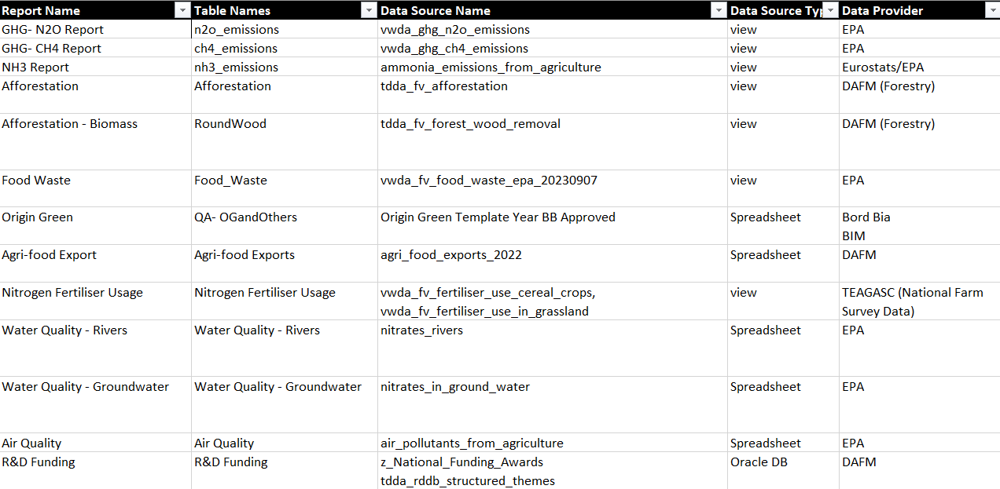 Report Name Table Names Data Source Name Data Source Typ Data Provider
GHG- N2O Report n2o_emissions vwda_ghg_n2o_emissions view EPA
GHG- CH4 Report ch4_emissions vwda_ghg_ch4_emissions view EPA
NH3 Report nh3_emissions ammonia_emissions_from_agriculture view Eurostats/EPA
Afforestation Afforestation tdda_fv_afforestation view DAFM (Forestry)
Afforestation - Biomass RoundWood tdda_fv_forest_wood_removal view DAFM (Forestry)
Food Waste Food_Waste vwda_fv_food_waste_epa_20230907 view EPA
Origin Green QA- OGandOthers Origin Green Template Year BB Approved Spreadsheet Bord Bia
BIM
Agri-food Export Agri-food Exports agri_food_exports_2022 Spreadsheet DAFM
Nitrogen Fertiliser Usage Nitrogen Fertiliser Usage vwda_fv_fertiliser_use_cereal_crops, view TEAGASC (National Farm
vwda_fv_fertiliser_use_in_grassland Survey Data)
Water Quality - Rivers Water Quality - Rivers nitrates_rivers Spreadsheet EPA
Water Quality - Groundwater Water Quality - Groundwater nitrates_in_ground_water Spreadsheet EPA
Air Quality Air Quality air_pollutants_from_agriculture Spreadsheet EPA
R&D Funding R&D Funding z_National_Funding_Awards Oracle DB DAFM
tdda_rddb_structured_themes